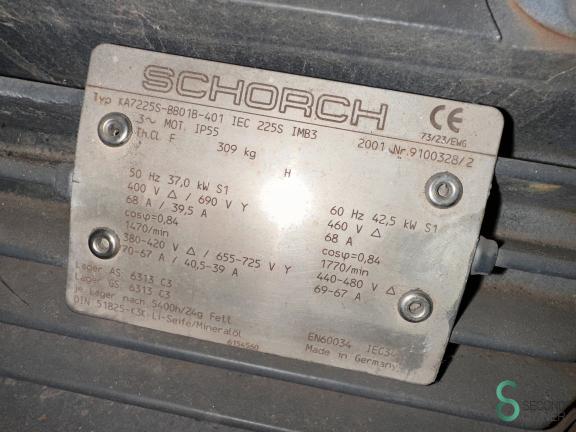 SCHORCH
Typ KA7225S-BB01B-401 IEC 225S IMB3
3~ MOT. IP55
Th.Cl. F 309 kg
CE
73/23/EWG
2001 Nr.9100328/2
H
50 Hz 37,0 kW S1
400 V Δ / 690 V Y
68 A / 39,5 A
cosφ=0,84
1470/min
380-420 V Δ / 655-725 V Y
70-67 A / 40,5-39 A
60 Hz 42,5 kW S1
460 V Δ
68 A
cosφ=0,84
1770/min
440-480 V Δ
69-67 A
Lager AS: 6313 C3
Lager GS: 6313 C3
je Lager nach 5400h/24g Fett
DIN 51825-K3K-Li-Seife/Mineralöl
EN60034
Made in Germany
SECOND